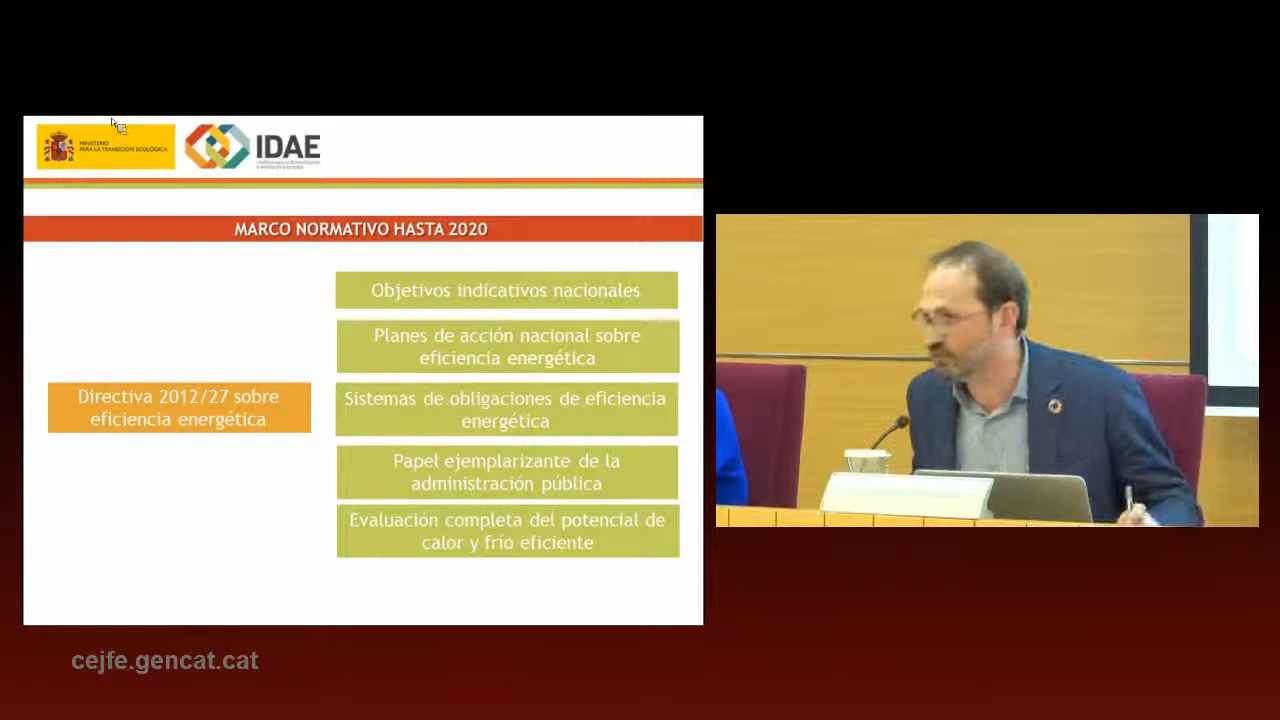 MINISTERIO
PARA LA TRANSICIÓN ECOLÓGICA
IDAE
MARCO NORMATIVO HASTA 2020
Objetivos indicativos nacionales
Planes de acción nacional sobre
eficiencia energética
Directiva 2012/27 sobre
eficiencia energética
Sistemas de obligaciones de eficiencia
energética
Papel ejemplarizante de la
administración pública
Evaluación completa del potencial de
calor y frío eficiente
cejfe.gencat.cat